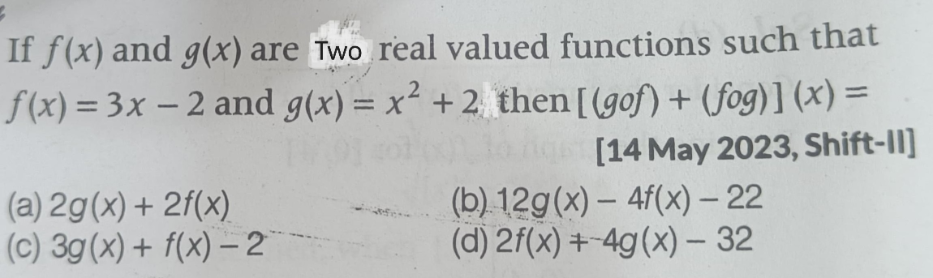 If f(x) and g(x) are Two real valued functions such that
f(x) = 3x − 2 and g(x) = x² + 2 then [(gof) + (fog)] (x) =
[14 May 2023, Shift-II]
(a) 2g(x) + 2f(x) (b) 12g(x) − 4f(x) − 22
(c) 3g(x) + f(x) − 2 (d) 2f(x) + 4g(x) − 32